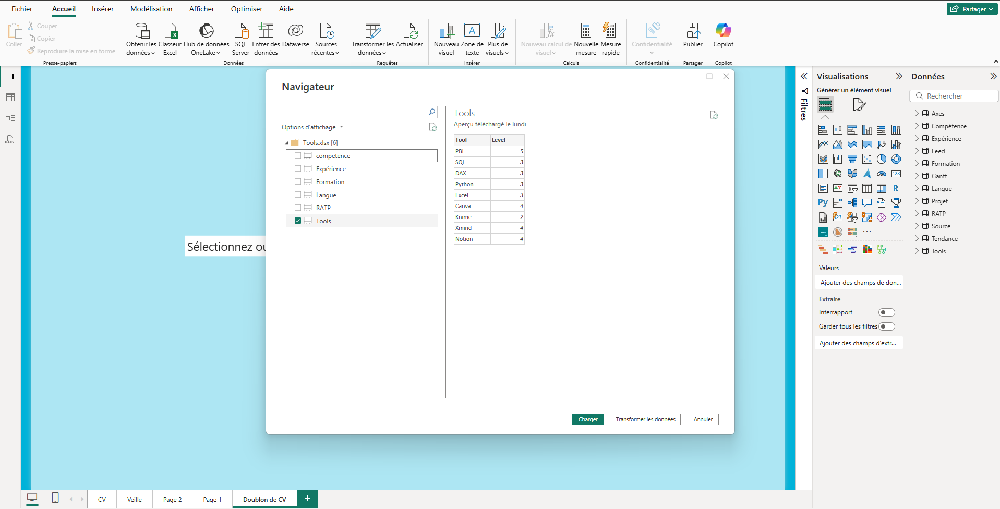 Fichier
Accueil
Insérer
Modélisation
Afficher
Optimiser
Aide
Partager
Coller
Couper
Copier
Reproduire la mise en forme
Presse-papiers
Obtenir les
données
Classeur
Excel
Hub de données
OneLake
SQL
Server
Entrer des
données
Dataverse
Sources
récentes
Données
Transformer les
données
Actualiser
Requêtes
Nouveau
visuel
Zone de
texte
Plus de
visuels
Insérer
Nouveau calcul de
visuel
Nouvelle
mesure
Mesure
rapide
Calculs
Confidentialité
Confidentialité
Publier
Partager
Copilot
Copilot
Sélectionnez ou
Navigateur
Options d'affichage
Tools.xlsx [6]
competence
Expérience
Formation
Langue
RATP
Tools
Tools
Aperçu téléchargé le lundi
Tool Level
PBI 5
SQL 3
DAX 3
Python 3
Excel 3
Canva 4
Knime 2
Xmind 4
Notion 4
Charger
Transformer les données
Annuler
Filtres
Visualisations
Générer un élément visuel
Valeurs
Ajouter des champs de don...
Extraire
Interrapport
Garder tous les filtres
Ajouter des champs d'extr...
Données
Rechercher
Axes
Compétence
Expérience
Feed
Formation
Gantt
Langue
Projet
RATP
Source
Tendance
Tools
CV
Veille
Page 2
Page 1
Doublon de CV